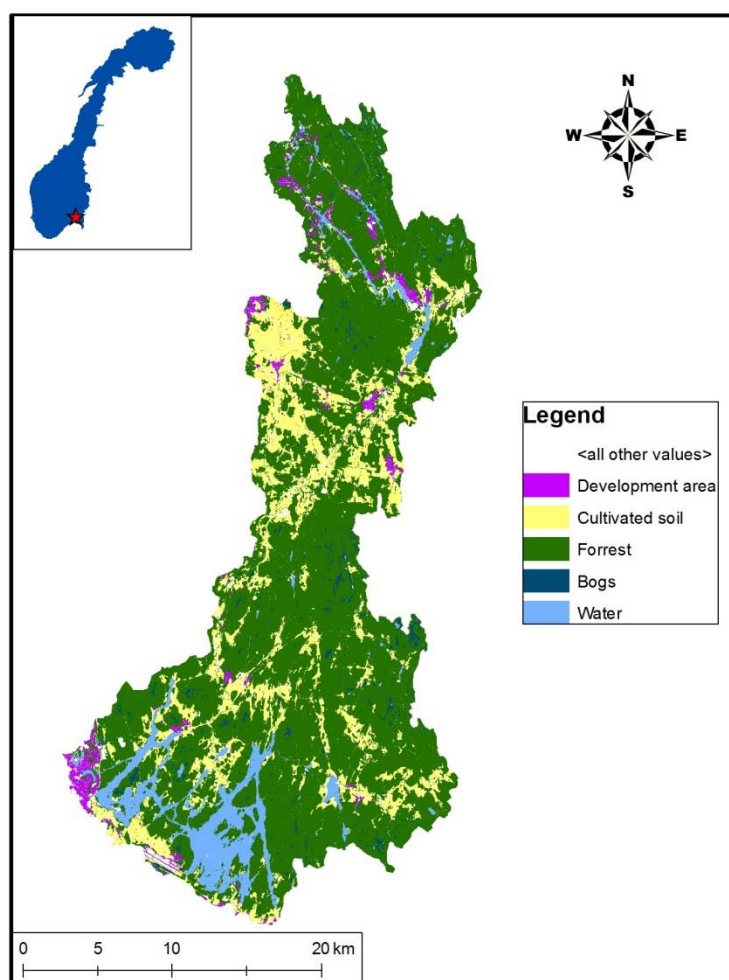 N
W E
S
Legend
<all other values>
Development area
Cultivated soil
Forrest
Bogs
Water
0 5 10 20 km